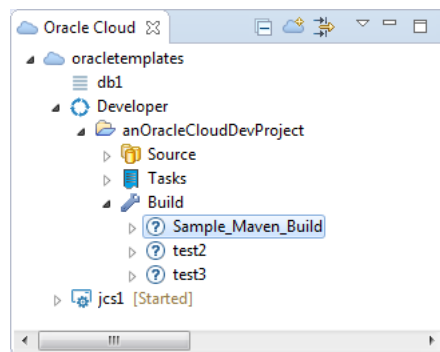 Oracle Cloud
oracletemplates
db1
Developer
anOracleCloudDevProject
Source
Tasks
Build
Sample_Maven_Build
test2
test3
jcs1 [Started]